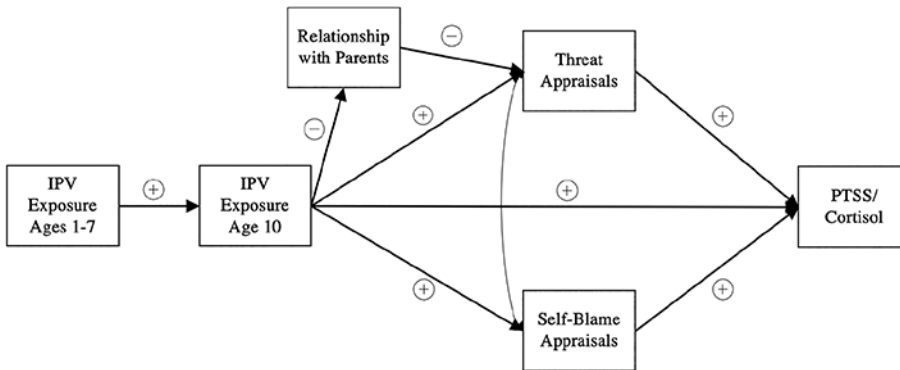 Relationship
with Parents
−
Threat
Appraisals
−
+
+
IPV
Exposure
Ages 1-7
+
IPV
Exposure
Age 10
+
PTSS/
Cortisol
+
+
Self-Blame
Appraisals